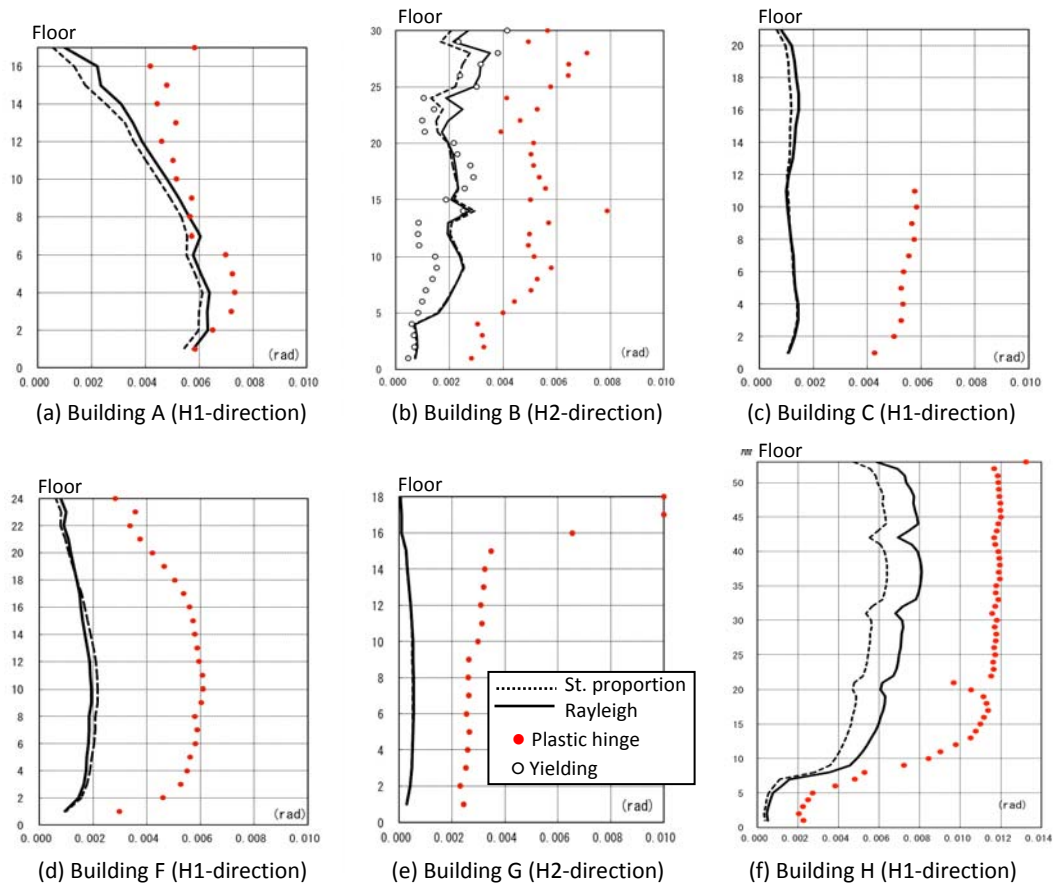 Floor
16
14
12
10
8
6
4
2
0
(rad)
0.000 0.002 0.004 0.006 0.008 0.010
(a) Building A (H1-direction)
Floor
30
25
20
15
10
5
0
(rad)
0.000 0.002 0.004 0.006 0.008 0.010
(b) Building B (H2-direction)
Floor
20
18
16
14
12
10
8
6
4
2
0
(rad)
0.000 0.002 0.004 0.006 0.008 0.010
(c) Building C (H1-direction)
Floor
24
22
20
18
16
14
12
10
8
6
4
2
0
(rad)
0.000 0.002 0.004 0.006 0.008 0.010
(d) Building F (H1-direction)
Floor
18
16
14
12
10
8
6
4
2
0
St. proportion
Rayleigh
Plastic hinge
Yielding
0.000 0.002 0.004 0.006 0.008 0.010
(e) Building G (H2-direction)
Floor
50
45
40
35
30
25
20
15
10
5
0
(rad)
0.000 0.002 0.004 0.006 0.008 0.010 0.012 0.014
(f) Building H (H1-direction)